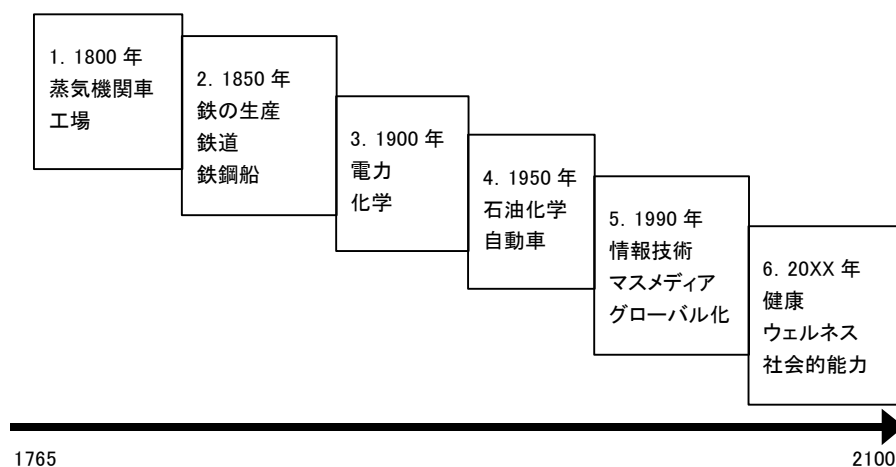 1. 1800 年
蒸気機関車
工場
2. 1850 年
鉄の生産
鉄道
鉄鋼船
3. 1900 年
電力
化学
4. 1950 年
石油化学
自動車
5. 1990 年
情報技術
マスメディア
グローバル化
6. 20XX 年
健康
ウェルネス
社会的能力
1765
2100